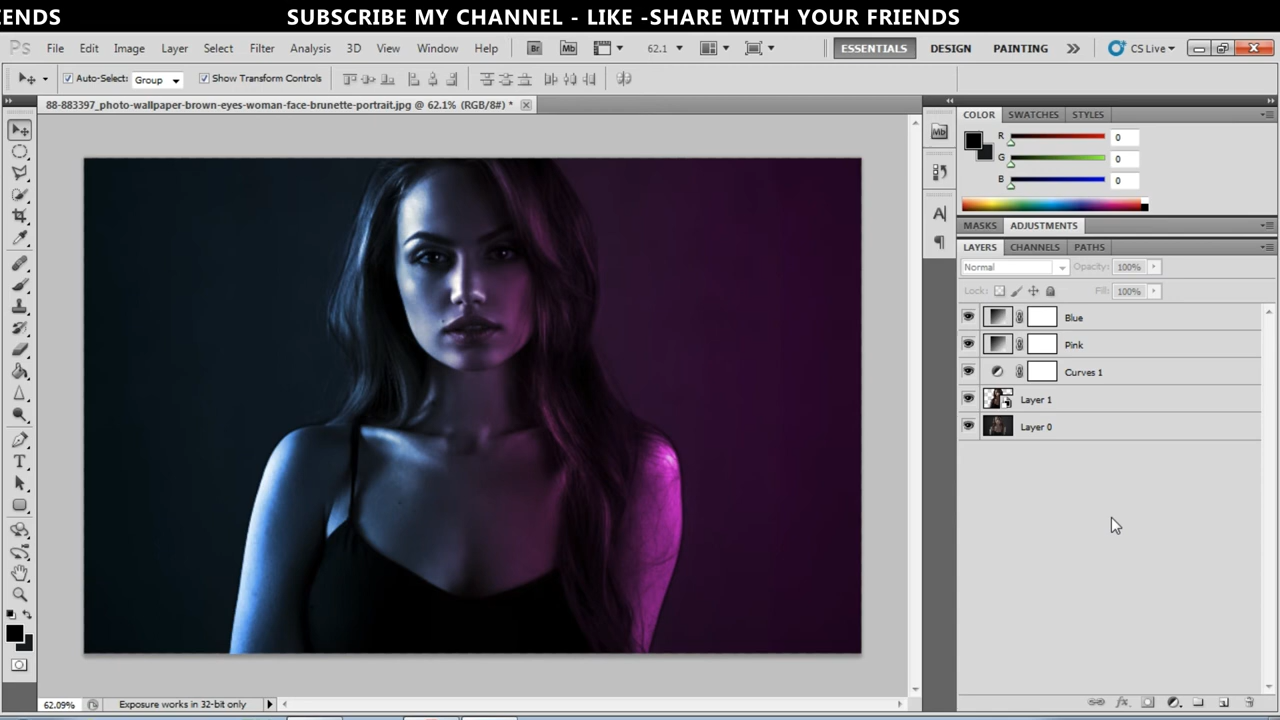 ENDS SUBSCRIBE MY CHANNEL - LIKE -SHARE WITH YOUR FRIENDS
Ps File Edit Image Layer Select Filter Analysis 3D View Window Help Br Mb 62.1 ESSENTIALS DESIGN PAINTING CS Live
Auto-Select: Group Show Transform Controls
88-883397_photo-wallpaper-brown-eyes-woman-face-brunette-portrait.jpg @ 62.1% (RGB/8#) *
COLOR SWATCHES STYLES
Mb
R 0
G 0
B 0
A
MASKS ADJUSTMENTS
LAYERS CHANNELS PATHS
Normal Opacity: 100%
Lock: Fill: 100%
Blue
Pink
Curves 1
Layer 1
Layer 0
T
fx
62.09% Exposure works in 32-bit only